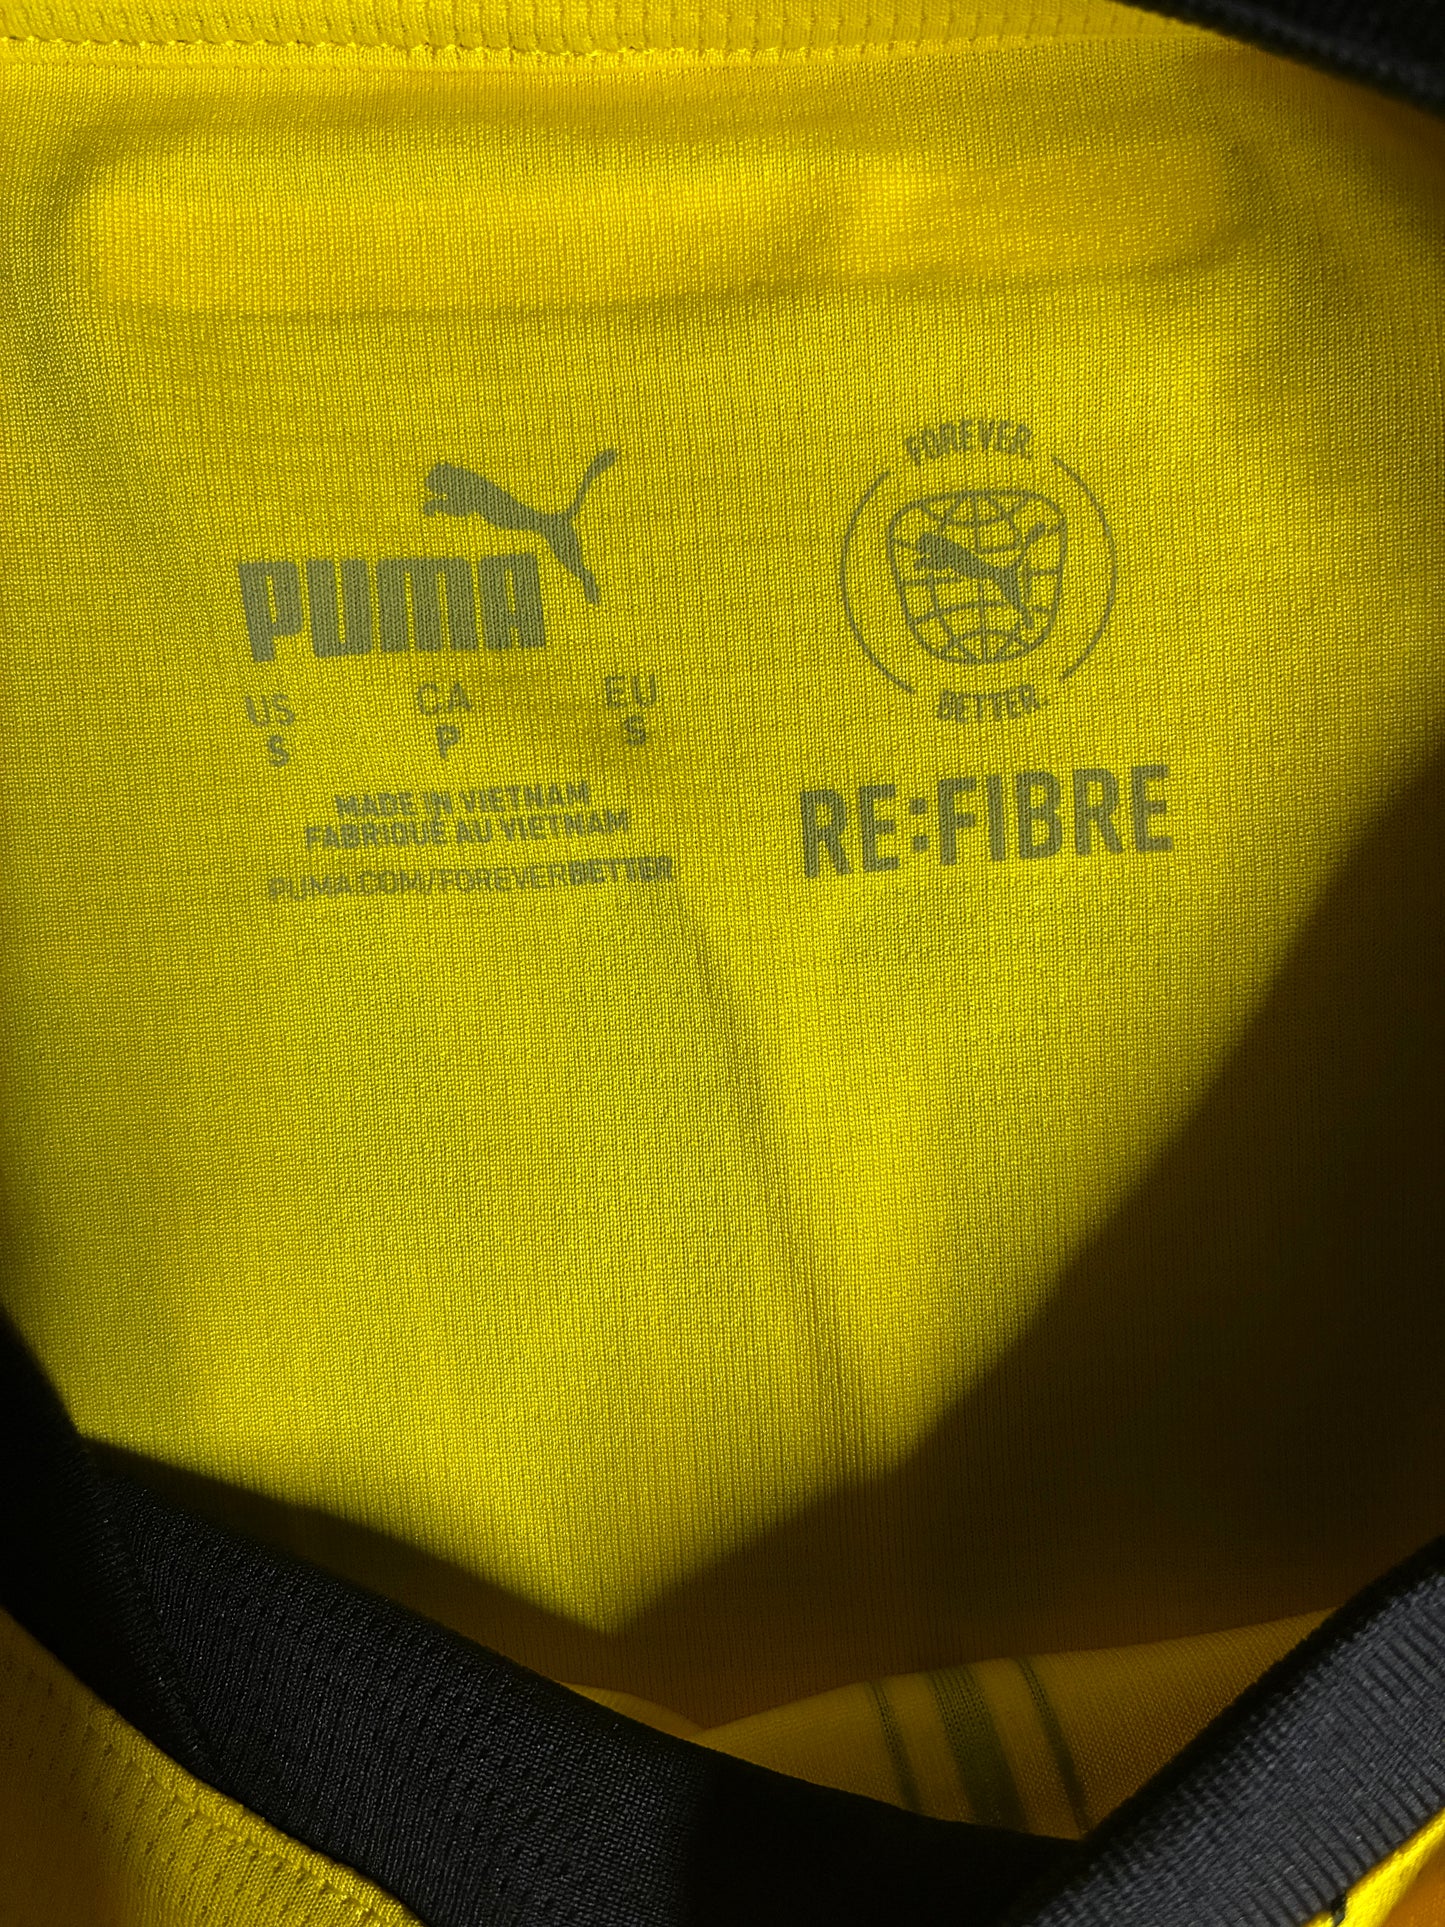 PUMA
US CA EU
S P S
MADE IN VIETNAM
FABRIQUÉ AU VIETNAM
PUMA.COM/FOREVERBETTER
FOREVER.
BETTER.
RE:FIBRE